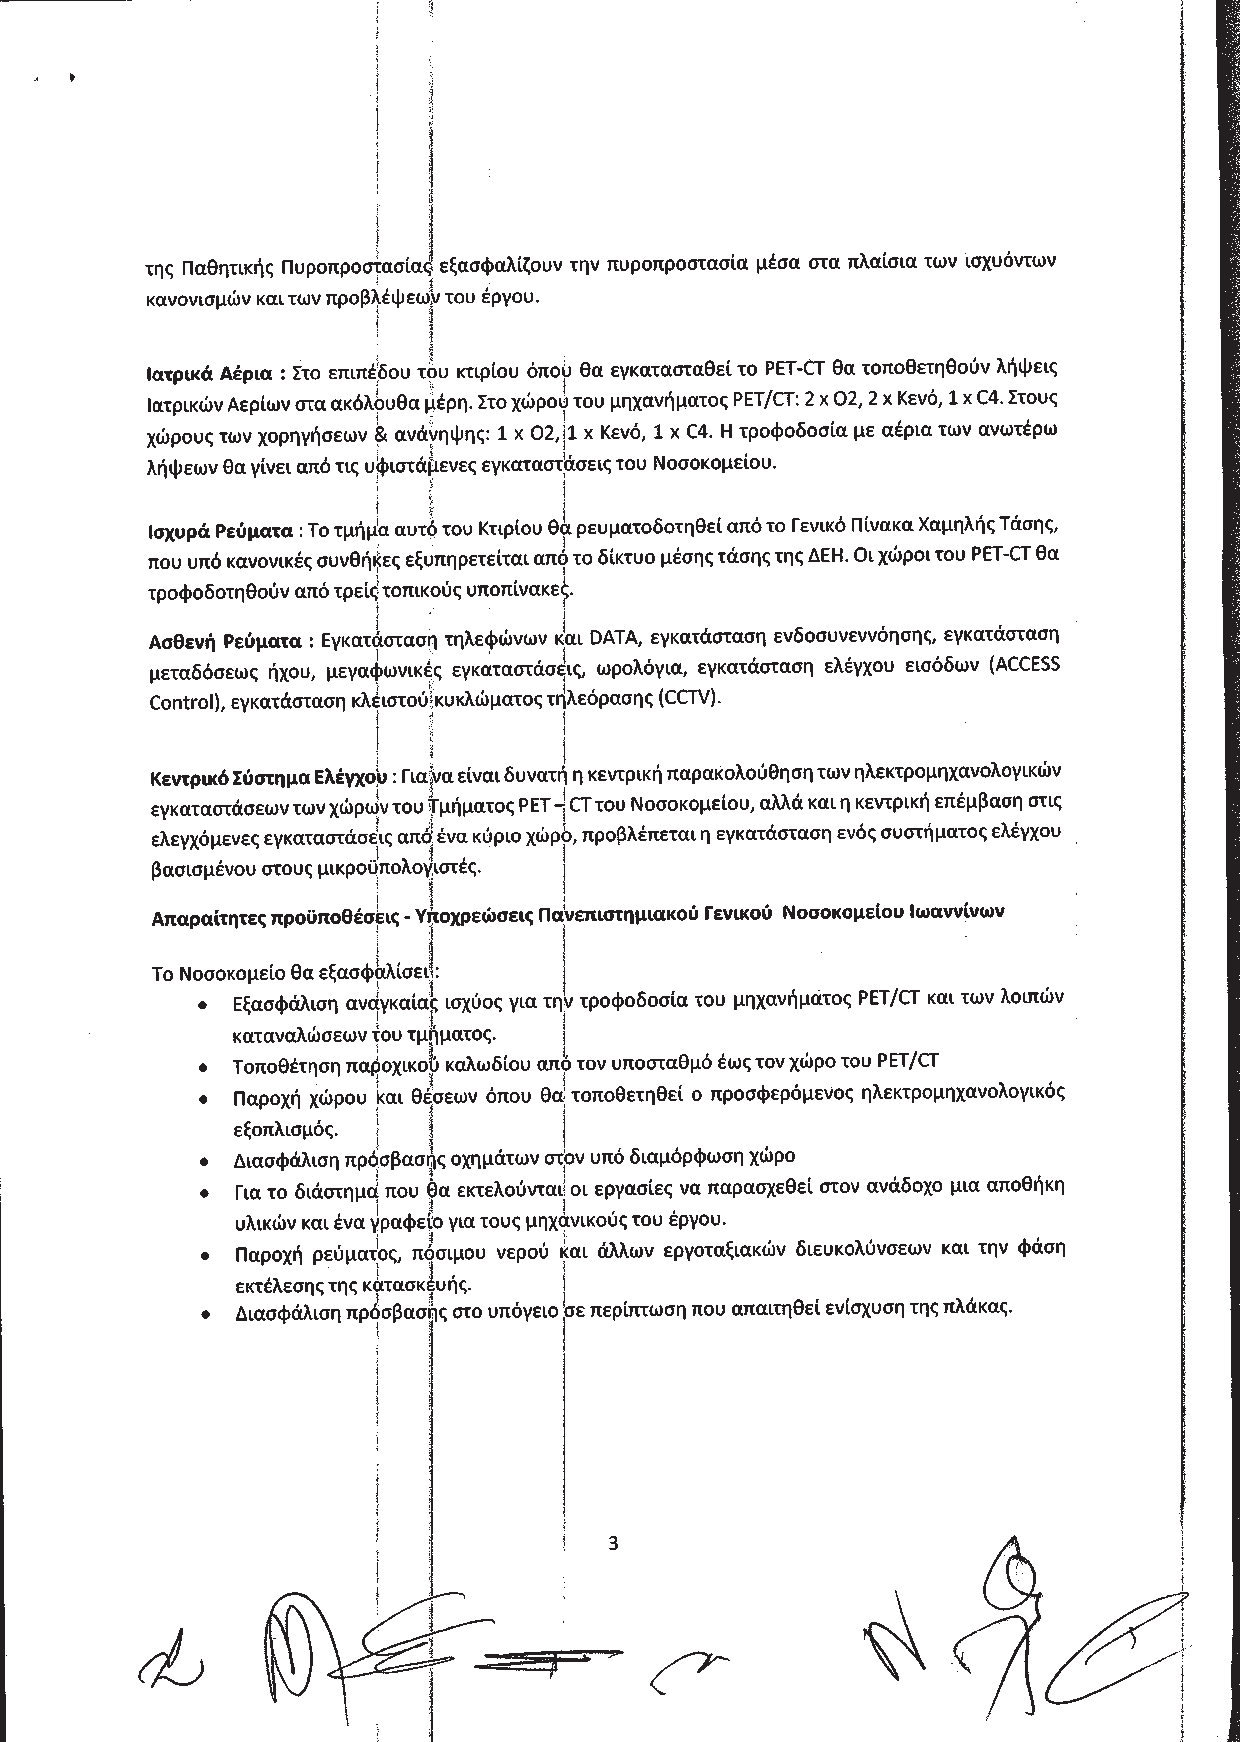 της Παθητικής Πυροπροστασίας εξασφαλίζουν την πυροπροστασία μέσα στα πλαίσια των ισχυόντων
κανονισμών και των προβλέψεων του έργου.
Ιατρικά Αέρια : Στο επιπέδου του κτιρίου όπου θα εγκατασταθεί το PET-CT θα τοποθετηθούν λήψεις
Ιατρικών Αερίων στα ακόλουθα μέρη. Στο χώρου του μηχανήματος PET/CT: 2 x O2, 2 x Κενό, 1 x C4. Στους
χώρους των χορηγήσεων & ανάνηψης: 1 x O2, 1 x Κενό, 1 x C4. Η τροφοδοσία με αέρια των ανωτέρω
λήψεων θα γίνει από τις υφιστάμενες εγκαταστάσεις του Νοσοκομείου.
Ισχυρά Ρεύματα : Το τμήμα αυτό του Κτιρίου θα ρευματοδοτηθεί από το Γενικό Πίνακα Χαμηλής Τάσης,
που υπό κανονικές συνθήκες εξυπηρετείται από το δίκτυο μέσης τάσης της ΔΕΗ. Οι χώροι του PET-CT θα
τροφοδοτηθούν από τρείς τοπικούς υποπίνακες.
Ασθενή Ρεύματα : Εγκατάσταση τηλεφώνων και DATA, εγκατάσταση ενδοσυνεννόησης, εγκατάσταση
μεταδόσεως ήχου, μεγαφωνικές εγκαταστάσεις, ωρολόγια, εγκατάσταση ελέγχου εισόδων (ACCESS
Control), εγκατάσταση κλειστού κυκλώματος τηλεόρασης (CCTV).
Κεντρικό Σύστημα Ελέγχου : Για να είναι δυνατή η κεντρική παρακολούθηση των ηλεκτρομηχανολογικών
εγκαταστάσεων των χώρων του Τμήματος PET – CT του Νοσοκομείου, αλλά και η κεντρική επέμβαση στις
ελεγχόμενες εγκαταστάσεις από ένα κύριο χώρο, προβλέπεται η εγκατάσταση ενός συστήματος ελέγχου
βασισμένου στους μικροϋπολογιστές.
Απαραίτητες προϋποθέσεις - Υποχρεώσεις Πανεπιστημιακού Γενικού Νοσοκομείου Ιωαννίνων
Το Νοσοκομείο θα εξασφαλίσει :
• Εξασφάλιση αναγκαίας ισχύος για την τροφοδοσία του μηχανήματος PET/CT και των λοιπών
καταναλώσεων του τμήματος.
• Τοποθέτηση παροχικού καλωδίου από τον υποσταθμό έως τον χώρο του PET/CT
• Παροχή χώρου και θέσεων όπου θα τοποθετηθεί ο προσφερόμενος ηλεκτρομηχανολογικός
εξοπλισμός.
• Διασφάλιση πρόσβασης οχημάτων στον υπό διαμόρφωση χώρο
• Για το διάστημα που θα εκτελούνται οι εργασίες να παρασχεθεί στον ανάδοχο μια αποθήκη
υλικών και ένα γραφείο για τους μηχανικούς του έργου.
• Παροχή ρεύματος, πόσιμου νερού και άλλων εργοταξιακών διευκολύνσεων και την φάση
εκτέλεσης της κατασκευής.
• Διασφάλιση πρόσβασης στο υπόγειο σε περίπτωση που απαιτηθεί ενίσχυση της πλάκας.
3